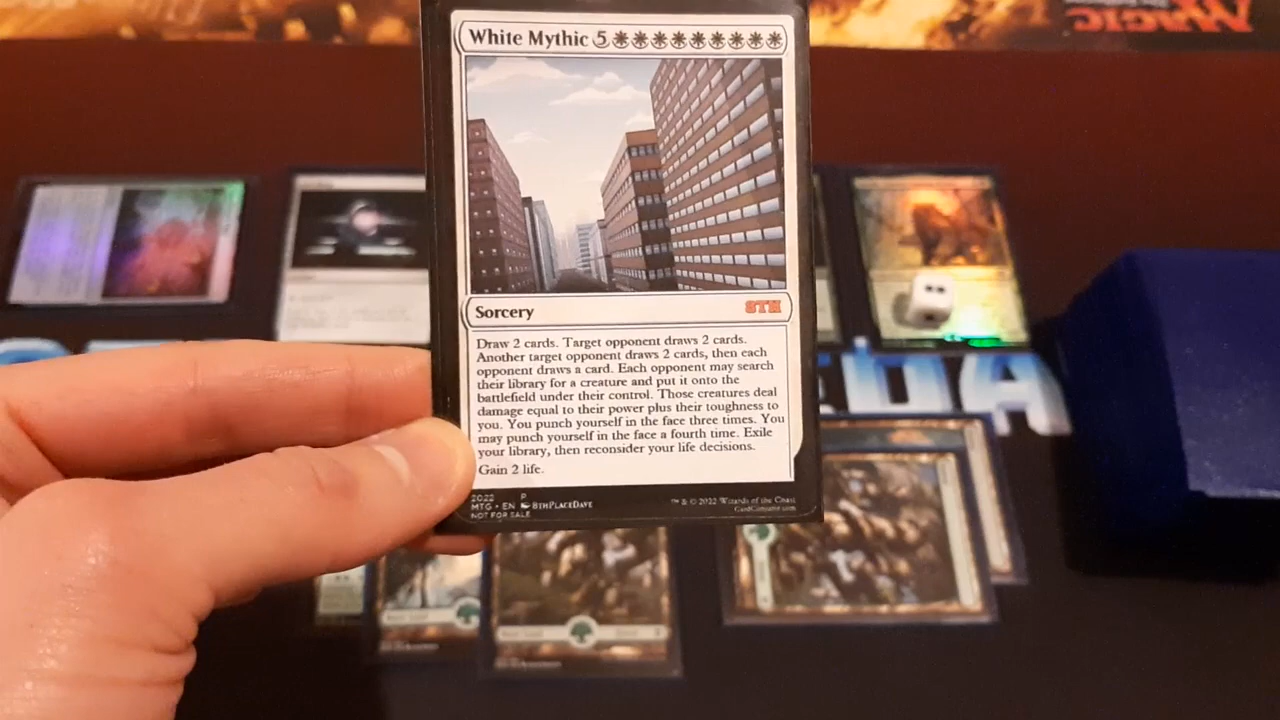 White Mythic 5
Sorcery
8TH
Draw 2 cards. Target opponent draws 2 cards.
Another target opponent draws 2 cards, then each
opponent draws a card. Each opponent may search
their library for a creature and put it onto the
battlefield under their control. Those creatures deal
damage equal to their power plus their toughness to
you. You punch yourself in the face three times. You
may punch yourself in the face a fourth time. Exile
your library, then reconsider your life decisions.
Gain 2 life.
2022 P
MTG • EN 8THPLACEDAVE
NOT FOR SALE
™ & © 2022 Wizards of the Coast
CardConjurer.com
MAGIC